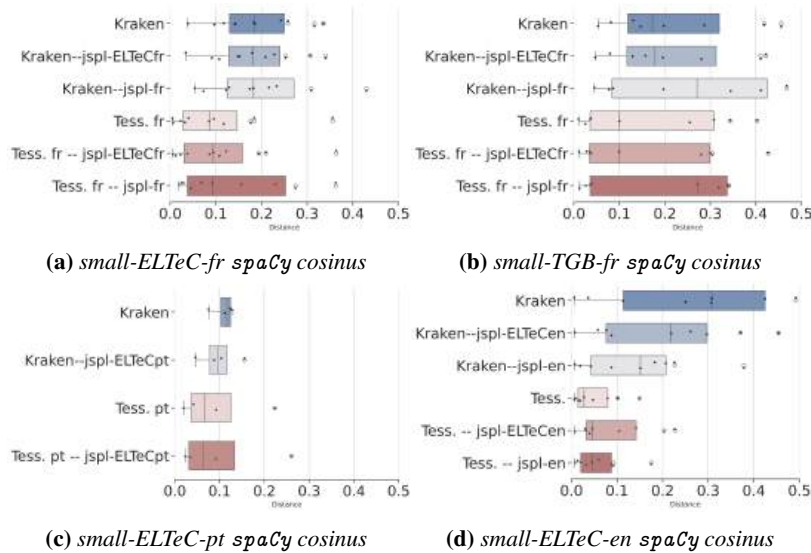 Kraken
Kraken--jspl-ELTeCfr
Kraken--jspl-fr
Tess. fr
Tess. fr -- jspl-ELTeCfr
Tess. fr -- jspl-fr
0.0 0.1 0.2 0.3 0.4 0.5
Distance
(a) small-ELTeC-fr spaCy cosinus
Kraken
Kraken--jspl-ELTeCfr
Kraken--jspl-fr
Tess. fr
Tess. fr -- jspl-ELTeCfr
Tess. fr -- jspl-fr
0.0 0.1 0.2 0.3 0.4 0.5
Distance
(b) small-TGB-fr spaCy cosinus
Kraken
Kraken--jspl-ELTeCpt
Tess. pt
Tess. pt -- jspl-ELTeCpt
0.0 0.1 0.2 0.3 0.4 0.5
Distance
(c) small-ELTeC-pt spaCy cosinus
Kraken
Kraken--jspl-ELTeCen
Kraken--jspl-en
Tess.
Tess. -- jspl-ELTeCen
Tess. -- jspl-en
0.0 0.1 0.2 0.3 0.4 0.5
Distance
(d) small-ELTeC-en spaCy cosinus